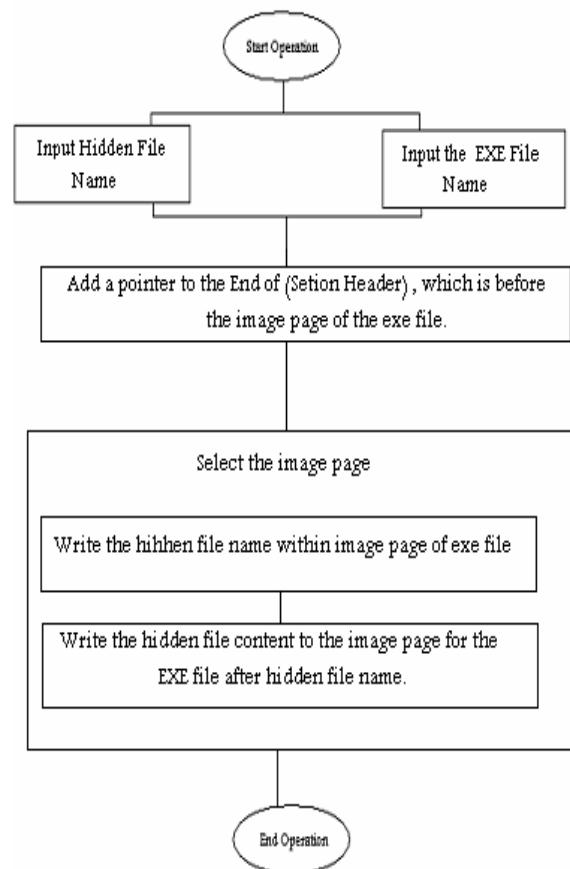 Start Operation
Input Hidden File
Name
Input the EXE File
Name
Add a pointer to the End of (Setion Header) , which is before
the image page of the exe file.
Select the image page
Write the hihhen file name within image page of exe file
Write the hidden file content to the image page for the
EXE file after hidden file name.
End Operation